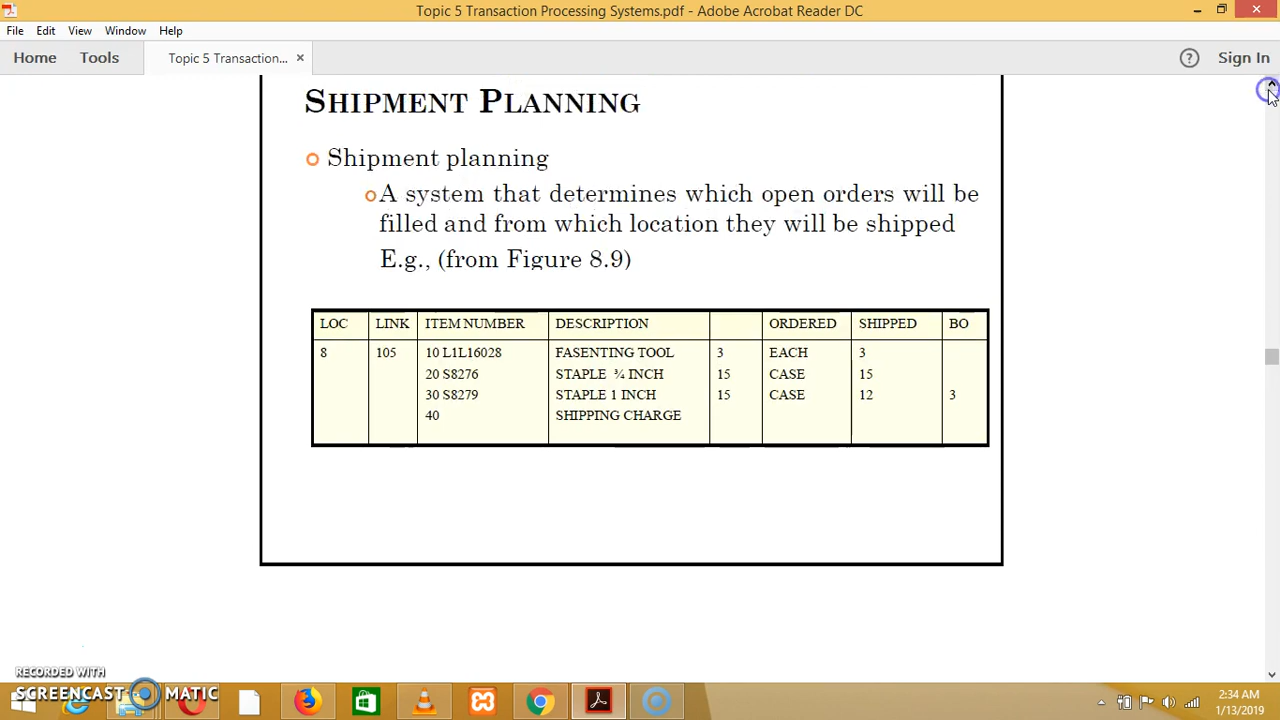 Topic 5 Transaction Processing Systems.pdf - Adobe Acrobat Reader DC
File Edit View Window Help
Home Tools Topic 5 Transaction... × ? Sign In
SHIPMENT PLANNING
Shipment planning
A system that determines which open orders will be
filled and from which location they will be shipped
E.g., (from Figure 8.9)
LOC LINK ITEM NUMBER DESCRIPTION ORDERED SHIPPED BO
8 105 10 L1L16028 FASENTING TOOL 3 EACH 3
20 S8276 STAPLE ¾ INCH 15 CASE 15
30 S8279 STAPLE 1 INCH 15 CASE 12 3
40 SHIPPING CHARGE
RECORDED WITH
SCREENCAST MATIC
2:34 AM
1/13/2019